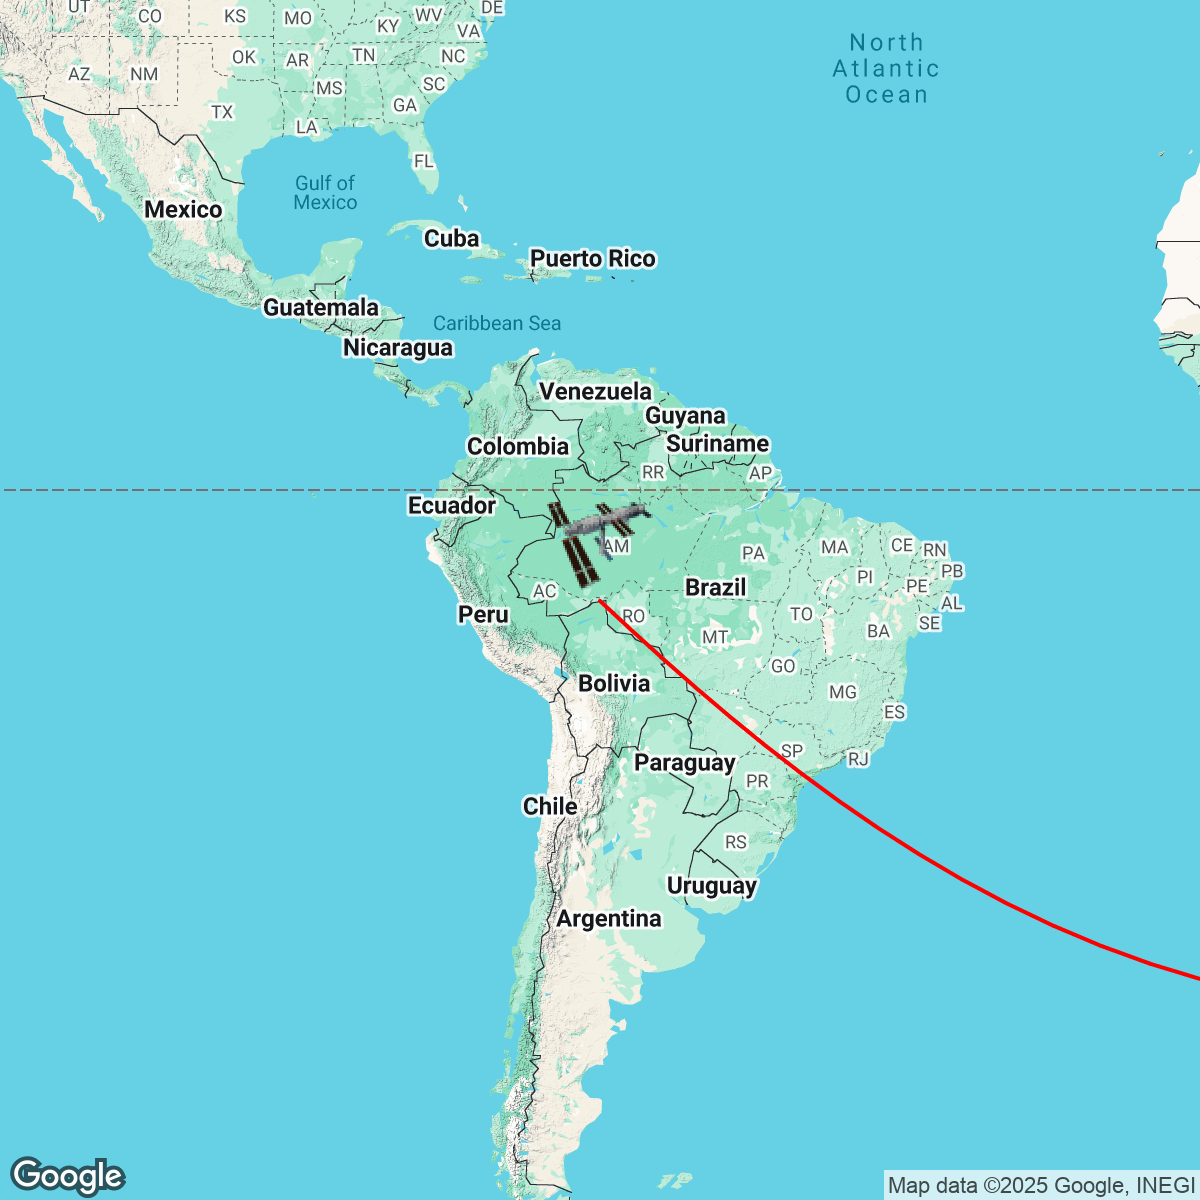 UT
CO
KS
MO
KY
WV
DE
VA
AZ
NM
OK
AR
TN
NC
TX
MS
SC
GA
LA
FL
North
Atlantic
Ocean
Gulf of
Mexico
Mexico
Cuba
Puerto Rico
Guatemala
Caribbean Sea
Nicaragua
Venezuela
Guyana
Colombia
Suriname
RR
AP
Ecuador
AM
PA
MA
CE
RN
PB
PI
PE
AC
Brazil
AL
Peru
RO
TO
SE
MT
BA
GO
Bolivia
MG
ES
SP
RJ
Paraguay
PR
Chile
RS
Uruguay
Argentina
Google
Map data ©2025 Google, INEGI